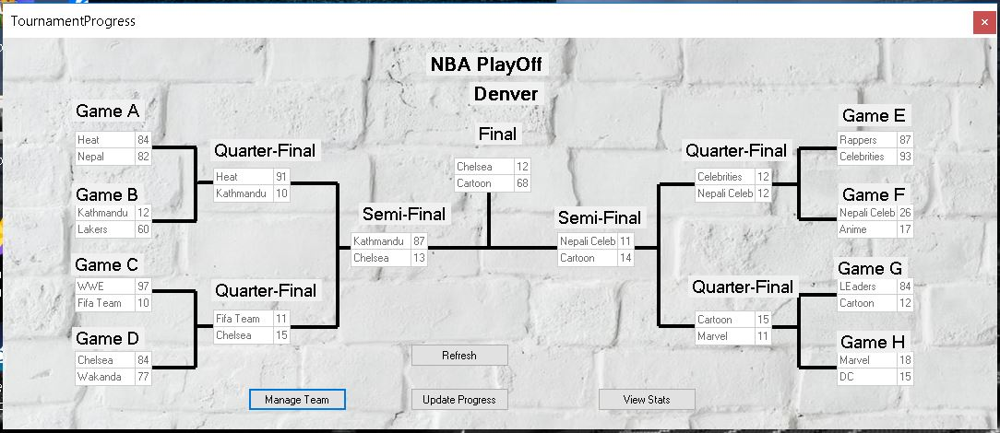 TournamentProgress
NBA PlayOff
Denver
Game A
Heat 84
Nepal 82
Game B
Kathmandu 12
Lakers 60
Game C
WWE 97
Fifa Team 10
Game D
Chelsea 84
Wakanda 77
Quarter-Final
Heat 91
Kathmandu 10
Quarter-Final
Fifa Team 11
Chelsea 15
Semi-Final
Kathmandu 87
Chelsea 13
Final
Chelsea 12
Cartoon 68
Semi-Final
Nepali Celeb 11
Cartoon 14
Quarter-Final
Celebrities 12
Nepali Celeb 12
Quarter-Final
Cartoon 15
Marvel 11
Game E
Rappers 87
Celebrities 93
Game F
Nepali Celeb 26
Anime 17
Game G
LEaders 84
Cartoon 12
Game H
Marvel 18
DC 15
Refresh
Manage Team
Update Progress
View Stats